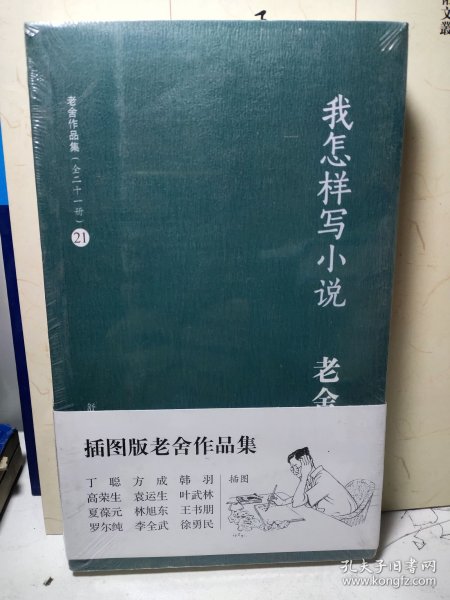 我怎样写小说
老舍
老舍作品集(全二十一册)
21
插图版老舍作品集
丁聪 方成 韩羽
高荣生 袁运生 叶武林
夏葆元 林旭东 王书朋
罗尔纯 李全武 徐勇民
插图
孔夫子旧书网
www.kongfz.com